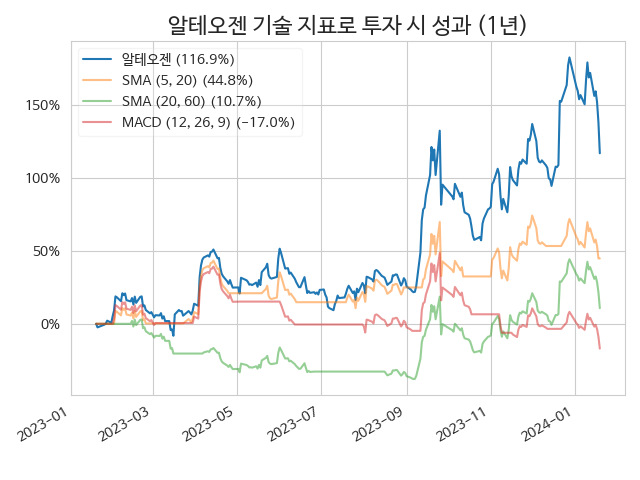 알테오젠 기술 지표로 투자 시 성과 (1년)
알테오젠 (116.9%)
SMA (5, 20) (44.8%)
SMA (20, 60) (10.7%)
MACD (12, 26, 9) (−17.0%)
150%
100%
50%
0%
2023−01
2023−03
2023−05
2023−07
2023−09
2023−11
2024−01